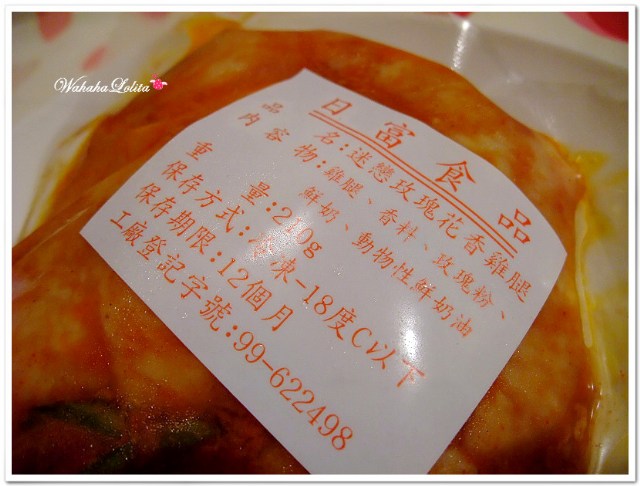 WahahaLolita
日富食品
品名:迷戀玫瑰花香雞腿
內容物:雞腿、香料、玫瑰粉、
鮮奶、動物性鮮奶油
重量:210g
保存方式:冷凍-18度C以下
保存期限:12個月
工廠登記字號:99-622498